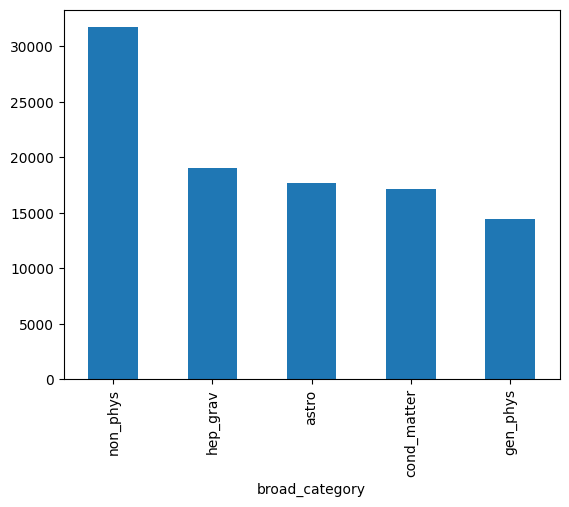 30000
25000
20000
15000
10000
5000
0
non_phys
hep_grav
astro
cond_matter
gen_phys
broad_category